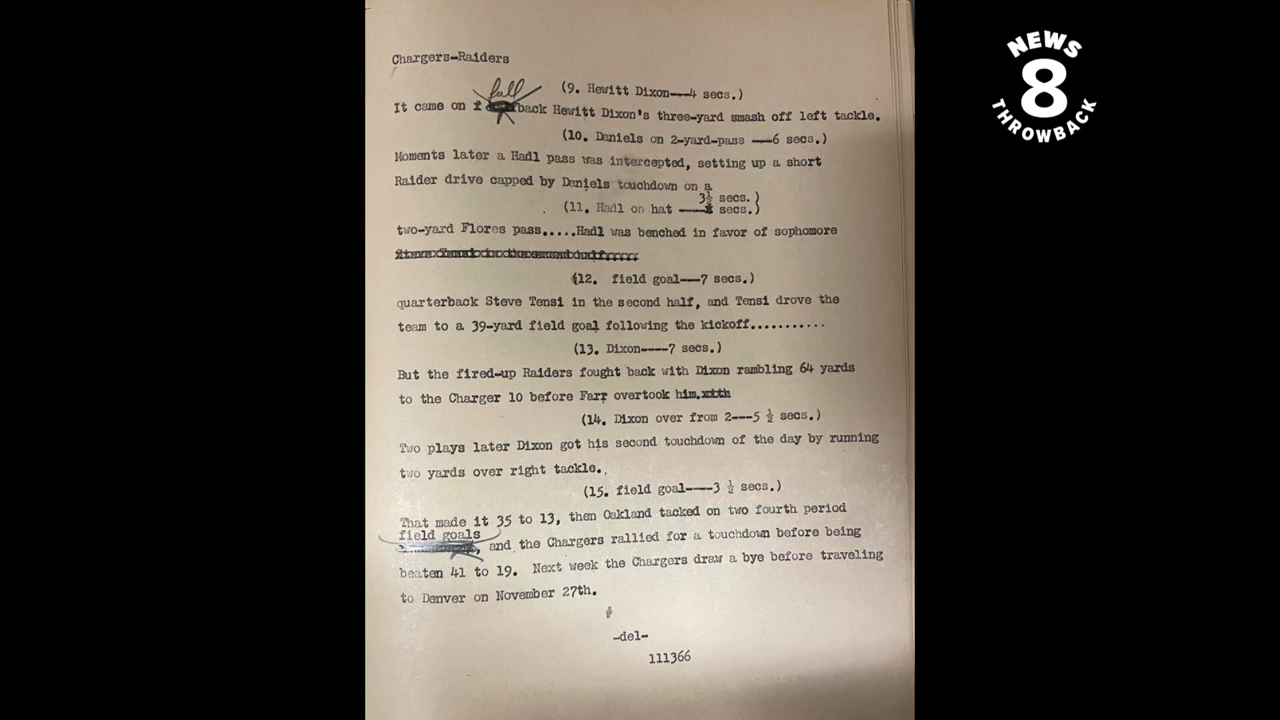 NEWS
8
THROWBACK
Chargers-Raiders
(9. Hewitt Dixon---4 secs.)
full
It came on f back Hewitt Dixon's three-yard smash off left tackle.
(10. Daniels on 2-yard-pass ---6 secs.)
Moments later a Hadl pass was intercepted, setting up a short
Raider drive capped by Daniels touchdown on a
3½ secs.)
(11. Hadl on hat ---- secs.)
two-yard Flores pass.....Hadl was benched in favor of sophomore
(12. field goal---7 secs.)
quarterback Steve Tensi in the second half, and Tensi drove the
team to a 39-yard field goal following the kickoff...........
(13. Dixon----7 secs.)
But the fired-up Raiders fought back with Dixon rambling 64 yards
to the Charger 10 before Farr overtook him.with
(14. Dixon over from 2---5 ½ secs.)
Two plays later Dixon got his second touchdown of the day by running
two yards over right tackle..
(15. field goal----3 ½ secs.)
That made it 35 to 13, then Oakland tacked on two fourth period
field goals
, and the Chargers rallied for a touchdown before being
beaten 41 to 19. Next week the Chargers draw a bye before traveling
to Denver on November 27th.
#
-del-
111366